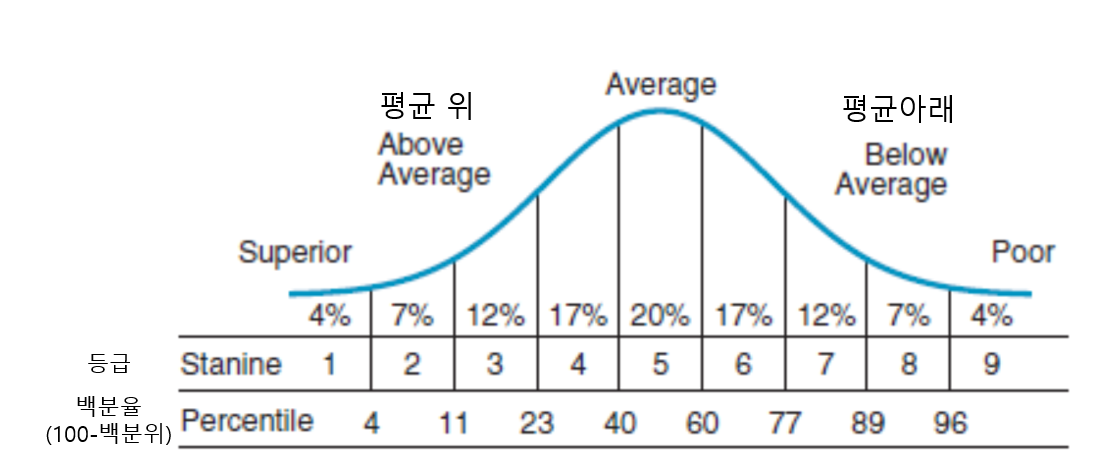 Average
평균 위
평균아래
Above
Average
Below
Average
Superior
Poor
4% 7% 12% 17% 20% 17% 12% 7% 4%
등급 Stanine 1 2 3 4 5 6 7 8 9
백분율
(100-백분위) Percentile 4 11 23 40 60 77 89 96